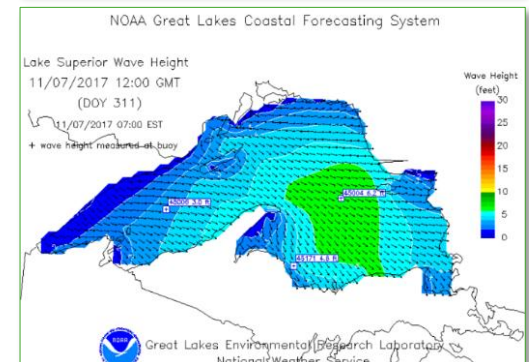 NOAA Great Lakes Coastal Forecasting System
Lake Superior Wave Height
11/07/2017 12:00 GMT
(DOY 311)
11/07/2017 07:00 EST
+ wave height measured at buoy
Wave Height
(feet)
30
25
20
15
10
5
0
45006 3.0 ft
45004 6.2 ft
45171 4.0 ft
NOAA
Great Lakes Environmental Research Laboratory
National Weather Service